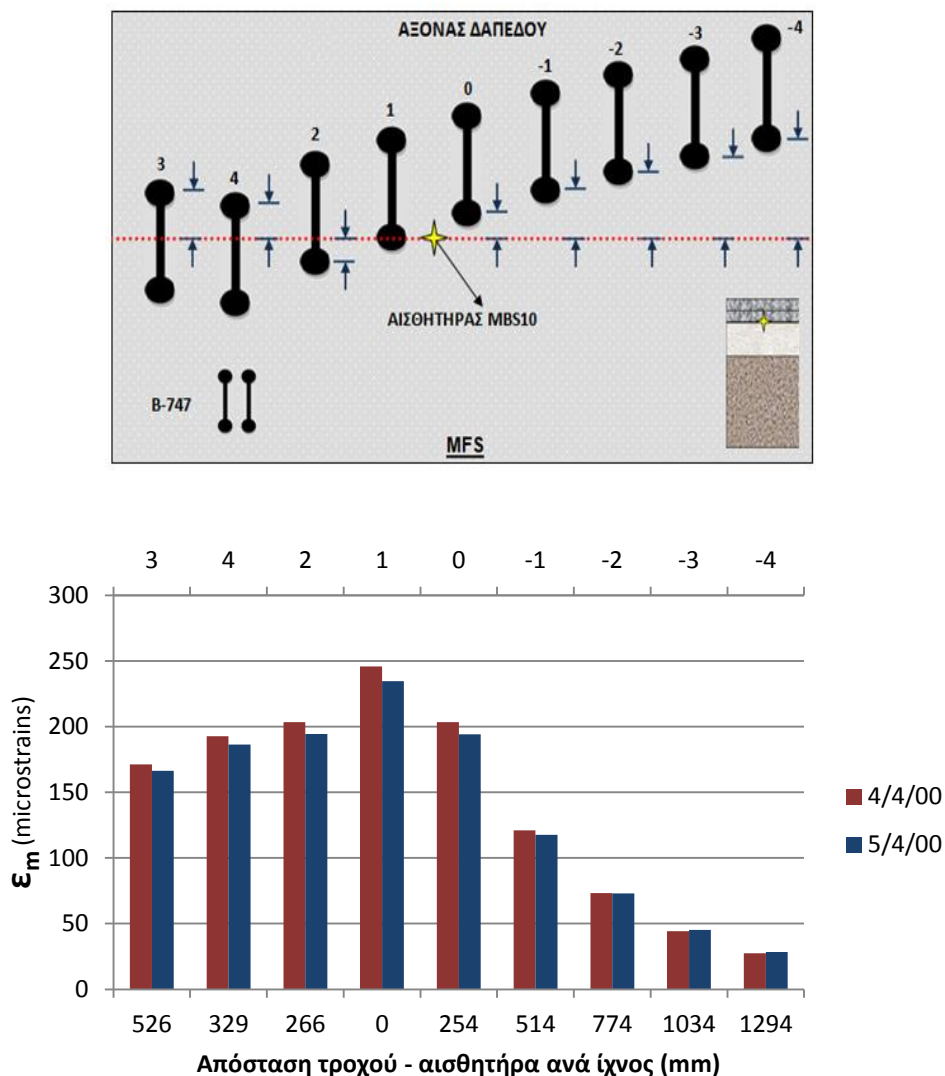 ΑΞΟΝΑΣ ΔΑΠΕΔΟΥ
-4
-3
-2
-1
0
1
2
3
4
ΑΙΣΘΗΤΗΡΑΣ MBS10
B-747
MFS
3 4 2 1 0 -1 -2 -3 -4
300
250
200
150
100
50
0
εm (microstrains)
4/4/00
5/4/00
526 329 266 0 254 514 774 1034 1294
Απόσταση τροχού - αισθητήρα ανά ίχνος (mm)